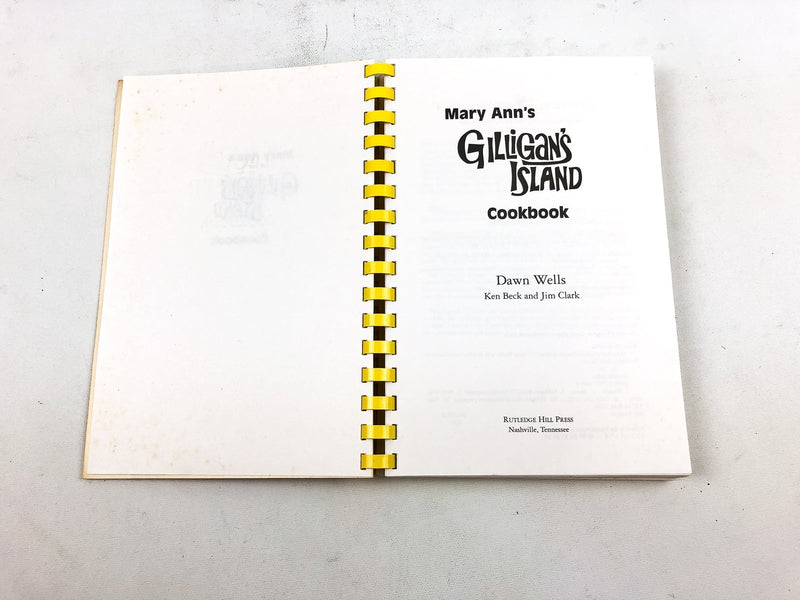 Mary Ann's
GILLIGAN'S
ISLAND
Cookbook
Dawn Wells
Ken Beck and Jim Clark
RUTLEDGE HILL PRESS
Nashville, Tennessee